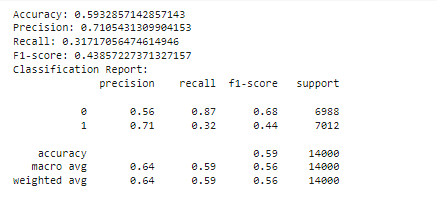 Accuracy: 0.5932857142857143
Precision: 0.7105431309904153
Recall: 0.31717056474614946
F1-score: 0.43857227371327157
Classification Report:
precision recall f1-score support
0 0.56 0.87 0.68 6988
1 0.71 0.32 0.44 7012
accuracy 0.59 14000
macro avg 0.64 0.59 0.56 14000
weighted avg 0.64 0.59 0.56 14000